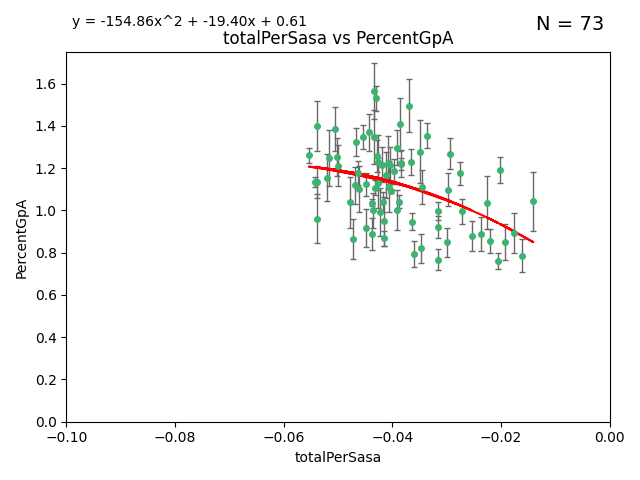 y = -154.86x^2 + -19.40x + 0.61
N = 73
totalPerSasa vs PercentGpA
PercentGpA
1.6
1.4
1.2
1.0
0.8
0.6
0.4
0.2
0.0
-0.10 -0.08 -0.06 -0.04 -0.02 0.00
totalPerSasa